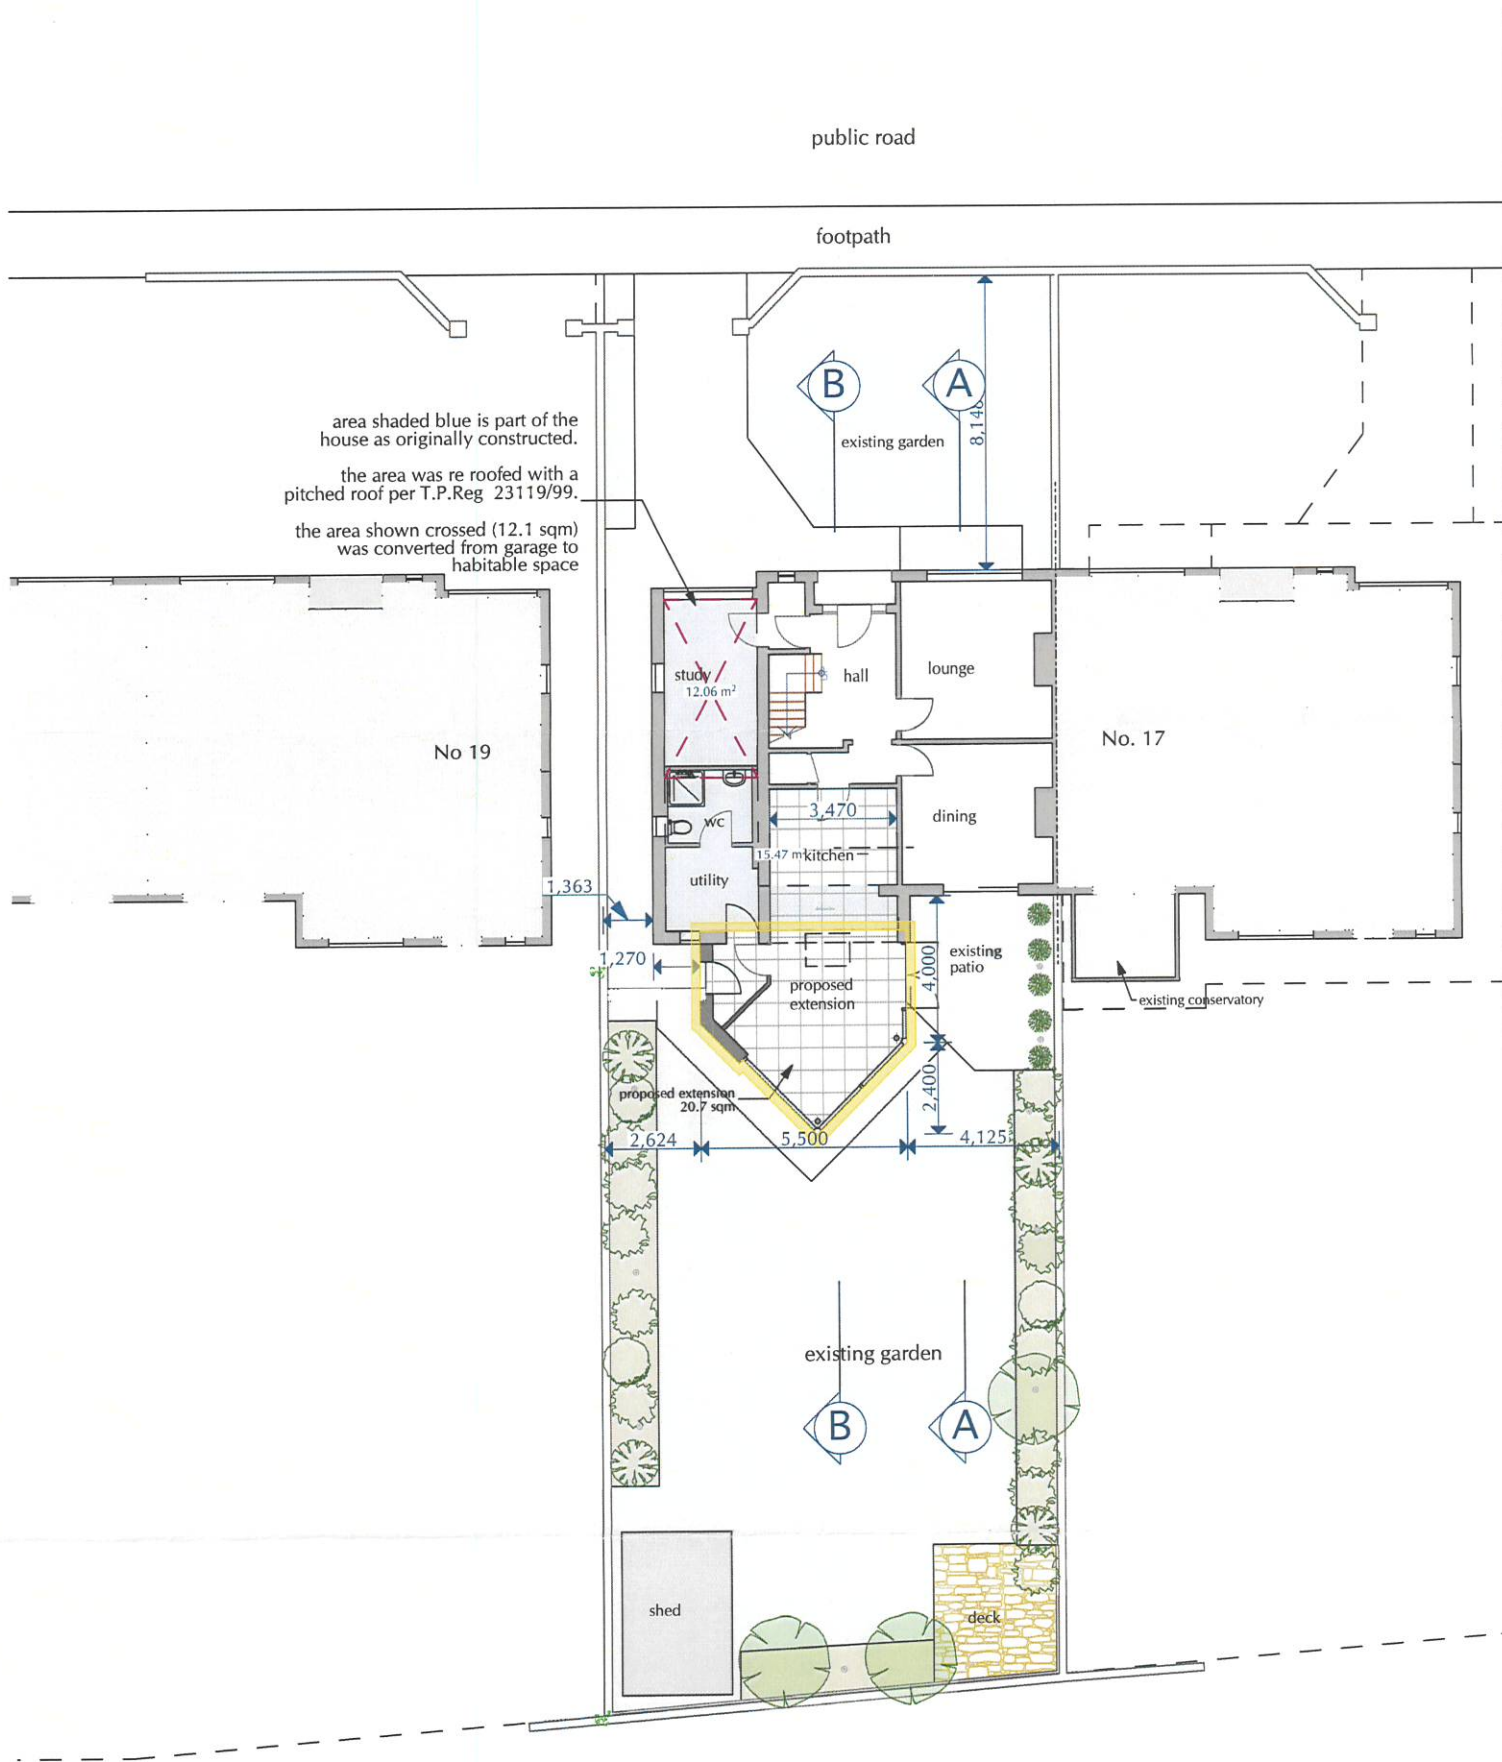 public road
footpath
B
A
8,148
existing garden
area shaded blue is part of the
house as originally constructed.
the area was re roofed with a
pitched roof per T.P.Reg 23119/99.
the area shown crossed (12.1 sqm)
was converted from garage to
habitable space
study
12.06 m²
hall
lounge
No 19
No. 17
3,470
dining
wc
15.47 m
kitchen
utility
1,363
1,270
4,000
existing
patio
proposed
extension
existing conservatory
proposed extension
20.7 sqm
2,400
2,624
5,500
4,125
existing garden
B
A
shed
deck